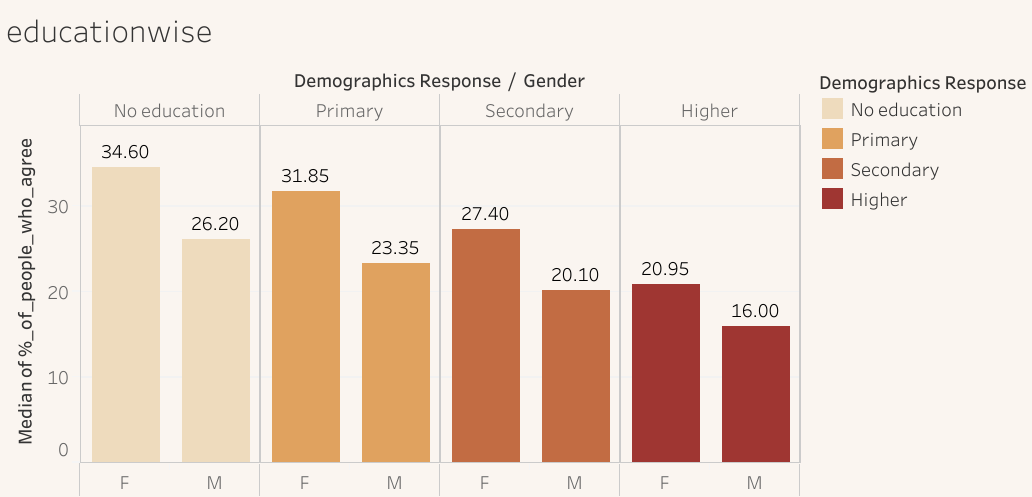 educationwise
Demographics Response / Gender
No education Primary Secondary Higher
Median of %_of_people_who_agree
30
20
10
0
34.60
26.20
31.85
23.35
27.40
20.10
20.95
16.00
F M F M F M F M
Demographics Response
No education
Primary
Secondary
Higher